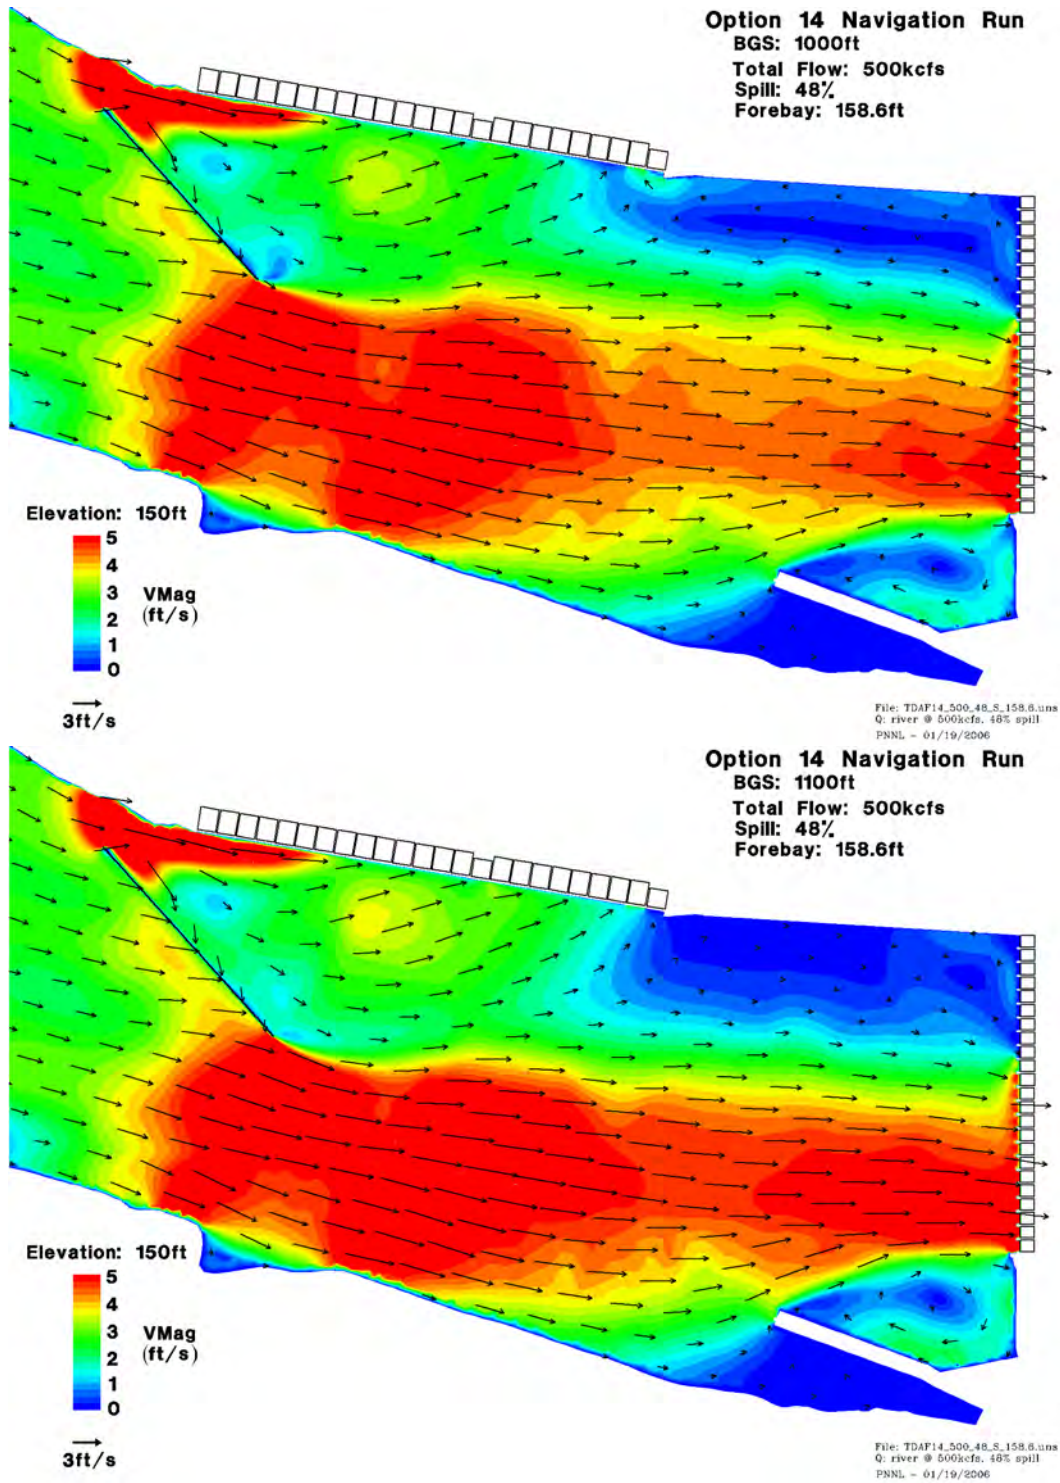 Option 14 Navigation Run
BGS: 1000ft
Total Flow: 500kcfs
Spill: 48%
Forebay: 158.6ft
Elevation: 150ft
5
4
3
2
1
0
VMag
(ft/s)
3ft/s
File: TDAF14_500_48_S_158.6.uns
Q: river @ 500kcfs, 48% spill
PNNL - 01/19/2006
Option 14 Navigation Run
BGS: 1100ft
Total Flow: 500kcfs
Spill: 48%
Forebay: 158.6ft
Elevation: 150ft
5
4
3
2
1
0
VMag
(ft/s)
3ft/s
File: TDAF14_500_48_S_158.6.uns
Q: river @ 500kcfs, 48% spill
PNNL - 01/19/2006